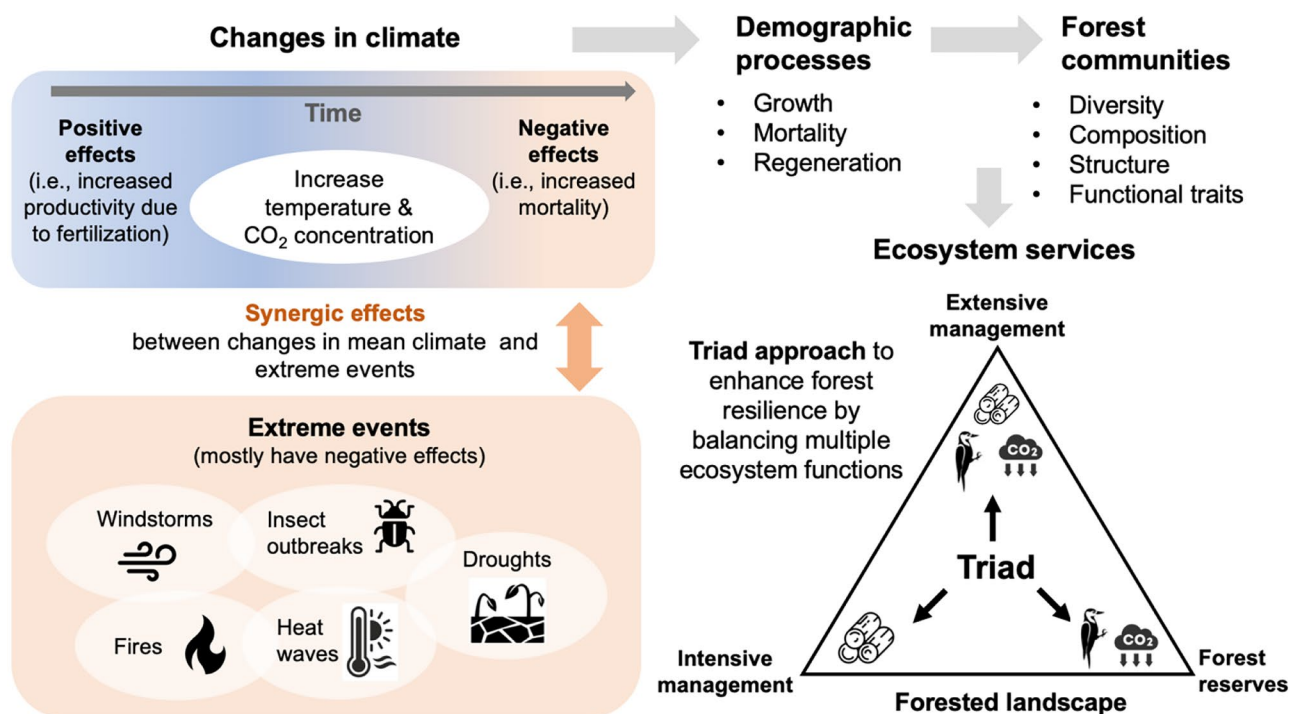 Changes in climate
Time
Positive
effects
(i.e., increased
productivity due
to fertilization)
Increase
temperature &
CO₂ concentration
Negative
effects
(i.e., increased
mortality)
Synergic effects
between changes in mean climate and
extreme events
Extreme events
(mostly have negative effects)
Windstorms
Insect
outbreaks
Droughts
Fires
Heat
waves
Demographic
processes
• Growth
• Mortality
• Regeneration
Forest
communities
• Diversity
• Composition
• Structure
• Functional traits
Ecosystem services
Triad approach to
enhance forest
resilience by
balancing multiple
ecosystem functions
Extensive
management
CO₂
Triad
CO₂
Intensive
management
Forest
reserves
Forested landscape